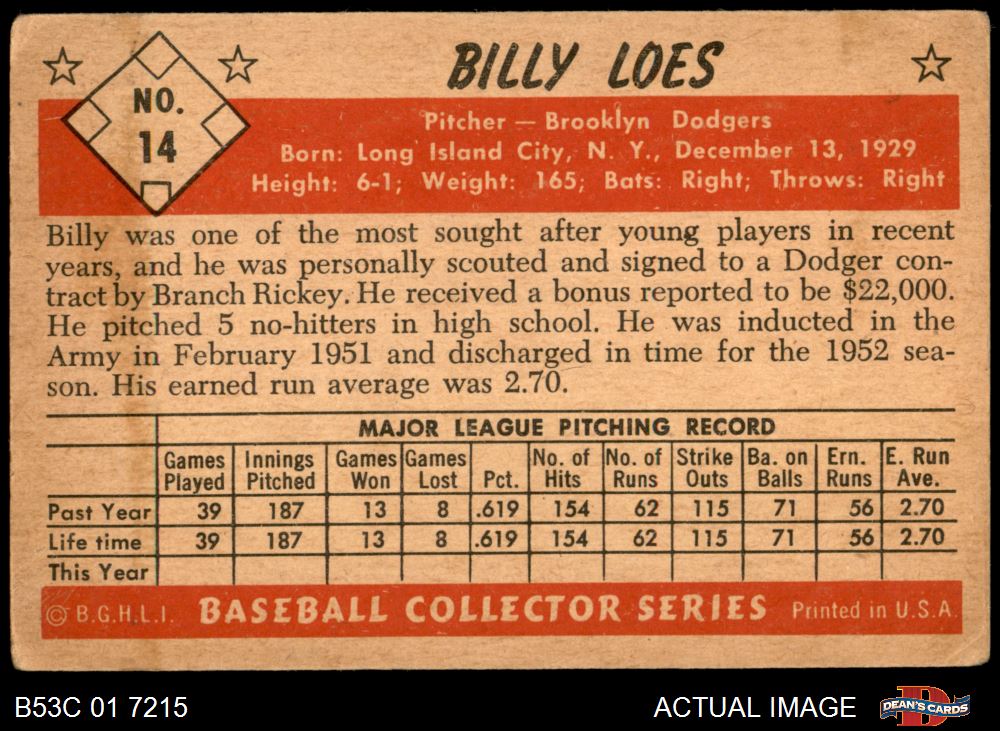 BILLY LOES
NO.
14
Pitcher — Brooklyn Dodgers
Born: Long Island City, N. Y., December 13, 1929
Height: 6-1; Weight: 165; Bats: Right; Throws: Right
Billy was one of the most sought after young players in recent
years, and he was personally scouted and signed to a Dodger con-
tract by Branch Rickey. He received a bonus reported to be $22,000.
He pitched 5 no-hitters in high school. He was inducted in the
Army in February 1951 and discharged in time for the 1952 sea-
son. His earned run average was 2.70.
MAJOR LEAGUE PITCHING RECORD
Games Innings Games Games No. of No. of Strike Ba. on Ern. E. Run
Played Pitched Won Lost Pct. Hits Runs Outs Balls Runs Ave.
Past Year 39 187 13 8 .619 154 62 115 71 56 2.70
Life time 39 187 13 8 .619 154 62 115 71 56 2.70
This Year
© B.G.H.L.I. BASEBALL COLLECTOR SERIES Printed in U.S.A.
B53C 01 7215 ACTUAL IMAGE DEAN'S CARDS